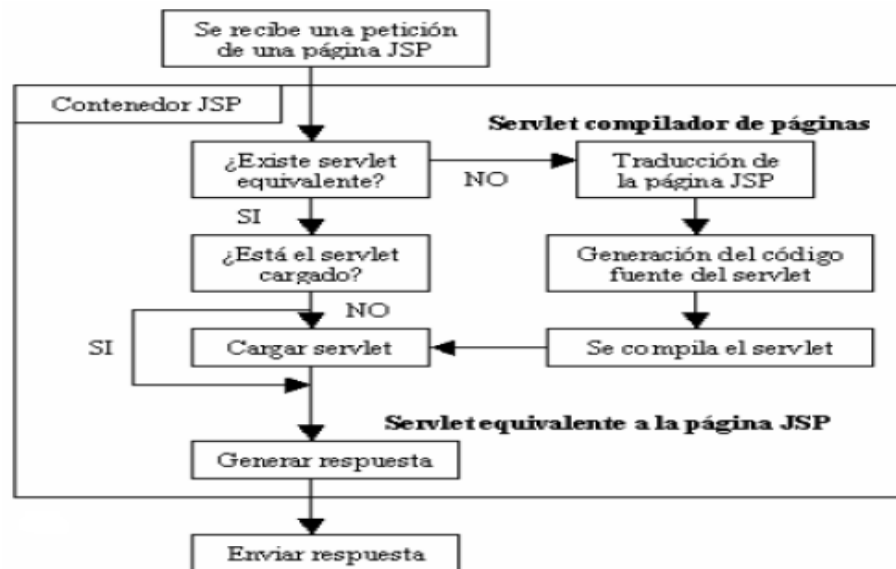 Se recibe una petición
de una página JSP
Contenedor JSP
Servlet compilador de páginas
¿Existe servlet
equivalente?
NO
Traducción de
la página JSP
SI
¿Está el servlet
cargado?
Generación del código
fuente del servlet
NO
SI
Cargar servlet
Se compila el servlet
Servlet equivalente a la página JSP
Generar respuesta
Enviar respuesta